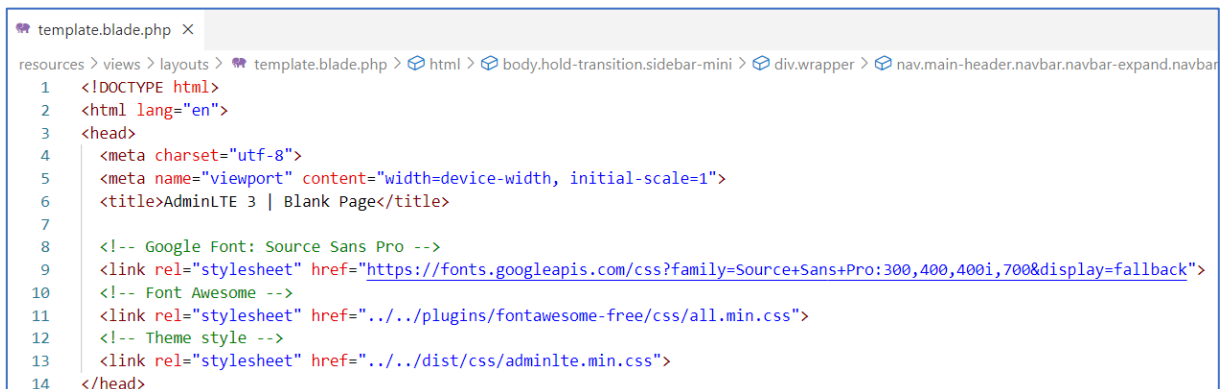 template.blade.php ×
resources > views > layouts > template.blade.php > html > body.hold-transition.sidebar-mini > div.wrapper > nav.main-header.navbar.navbar-expand.navbar
1 <!DOCTYPE html>
2 <html lang="en">
3 <head>
4 <meta charset="utf-8">
5 <meta name="viewport" content="width=device-width, initial-scale=1">
6 <title>AdminLTE 3 | Blank Page</title>
7
8 <!-- Google Font: Source Sans Pro -->
9 <link rel="stylesheet" href="https://fonts.googleapis.com/css?family=Source+Sans+Pro:300,400,400i,700&display=fallback">
10 <!-- Font Awesome -->
11 <link rel="stylesheet" href="../../plugins/fontawesome-free/css/all.min.css">
12 <!-- Theme style -->
13 <link rel="stylesheet" href="../../dist/css/adminlte.min.css">
14 </head>